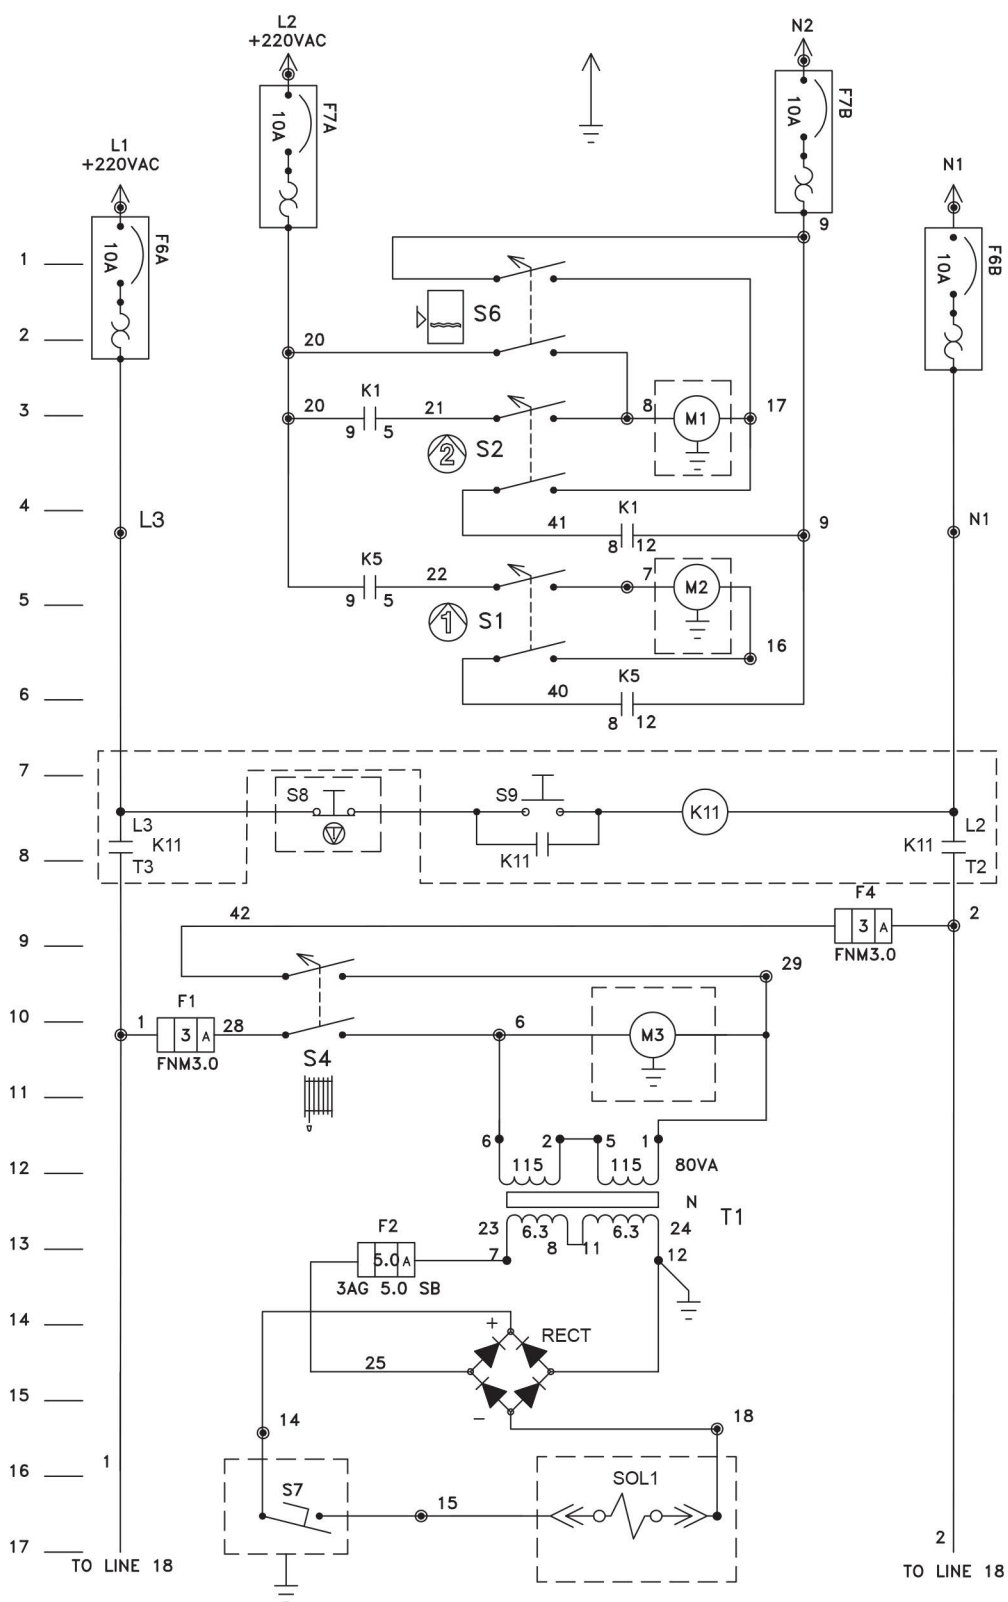 L2
+220VAC
N2
F7A
10A
F7B
10A
L1
+220VAC
N1
F6A
10A
9
F6B
10A
1
S6
2
20
3
20
K1
21
8
M1
17
9
5
2
S2
4
L3
41
K1
9
N1
8
12
K5
22
7
M2
5
9
5
1
S1
16
K5
6
40
8
12
7
S8
S9
K11
L3
L2
K11
K11
K11
8
T3
T2
F4
42
3
A
2
9
FNM3.0
29
F1
10
1
3
A
28
6
M3
FNM3.0
S4
11
6
2
5
1
12
115
115
80VA
N
T1
23
6.3
6.3
24
F2
13
8
11
7
12
5.0
A
3AG 5.0 SB
14
+
RECT
25
15
–
14
18
1
16
SOL1
S7
15
17
2
TO LINE 18
TO LINE 18